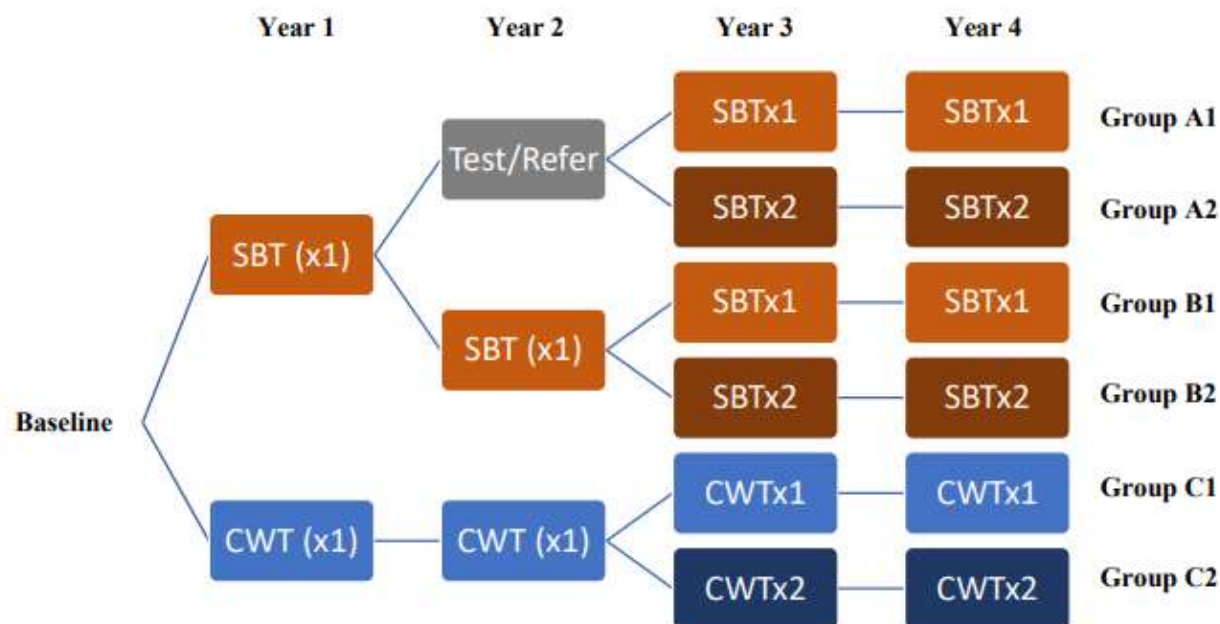 Year 1 Year 2 Year 3 Year 4
SBTx1 SBTx1 Group A1
Test/Refer
SBTx2 SBTx2 Group A2
SBT (x1)
SBTx1 SBTx1 Group B1
SBT (x1)
SBTx2 SBTx2 Group B2
Baseline
CWTx1 CWTx1 Group C1
CWT (x1) CWT (x1)
CWTx2 CWTx2 Group C2